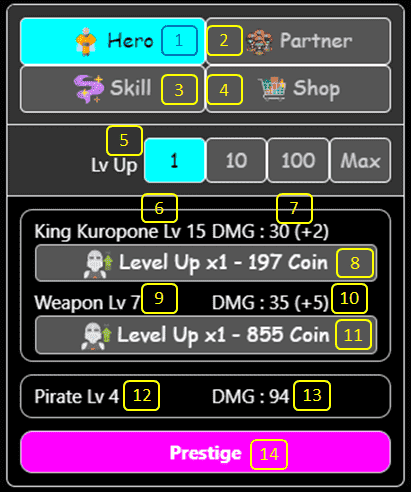 Hero 1 2 Partner
Skill 3 4 Shop
5
Lv Up 1 10 100 Max
6 7
King Kuropone Lv 15 DMG : 30 (+2)
Level Up x1 - 197 Coin 8
Weapon Lv 7 9 DMG : 35 (+5) 10
Level Up x1 - 855 Coin 11
Pirate Lv 4 12 DMG : 94 13
Prestige 14